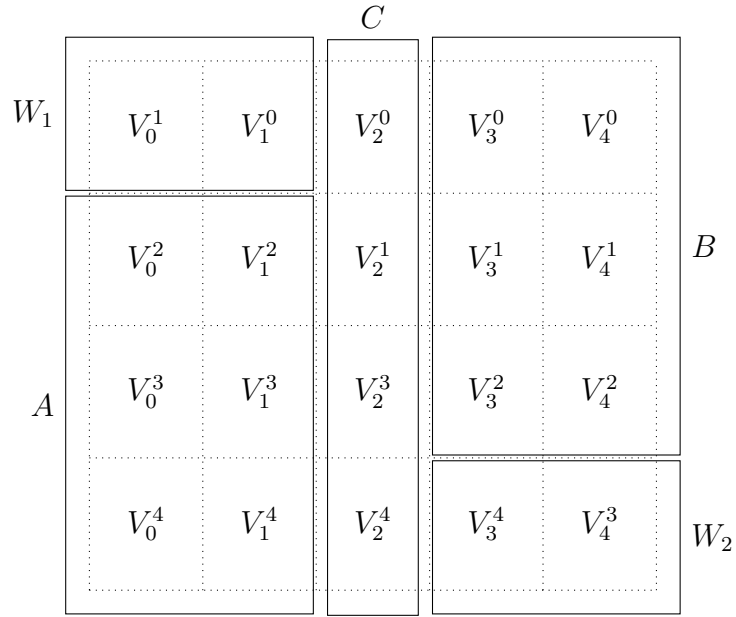 C
W₁ V₀¹ V₁⁰ V₂⁰ V₃⁰ V₄⁰
V₀² V₁² V₂¹ V₃¹ V₄¹ B
A V₀³ V₁³ V₂³ V₃² V₄²
V₀⁴ V₁⁴ V₂⁴ V₃⁴ V₄³ W₂